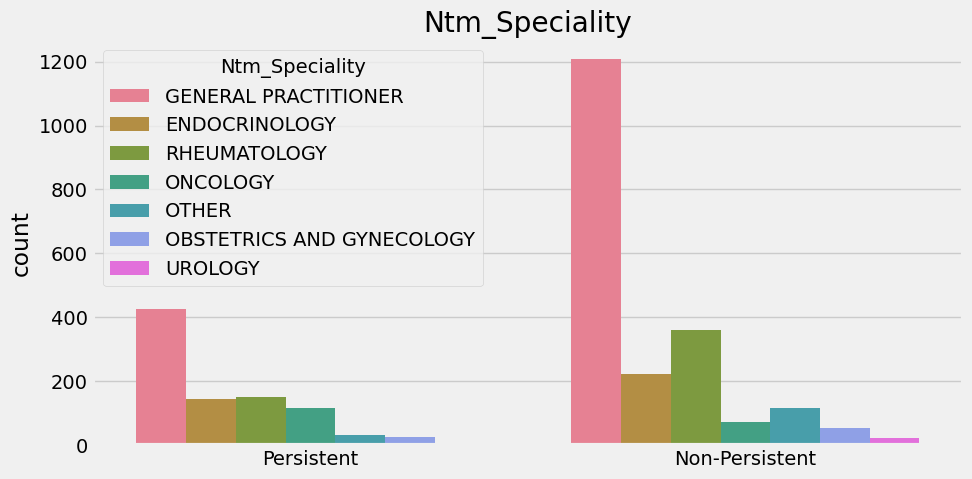 Ntm_Speciality
Ntm_Speciality
GENERAL PRACTITIONER
ENDOCRINOLOGY
RHEUMATOLOGY
ONCOLOGY
OTHER
OBSTETRICS AND GYNECOLOGY
UROLOGY
count
1200
1000
800
600
400
200
0
Persistent
Non-Persistent